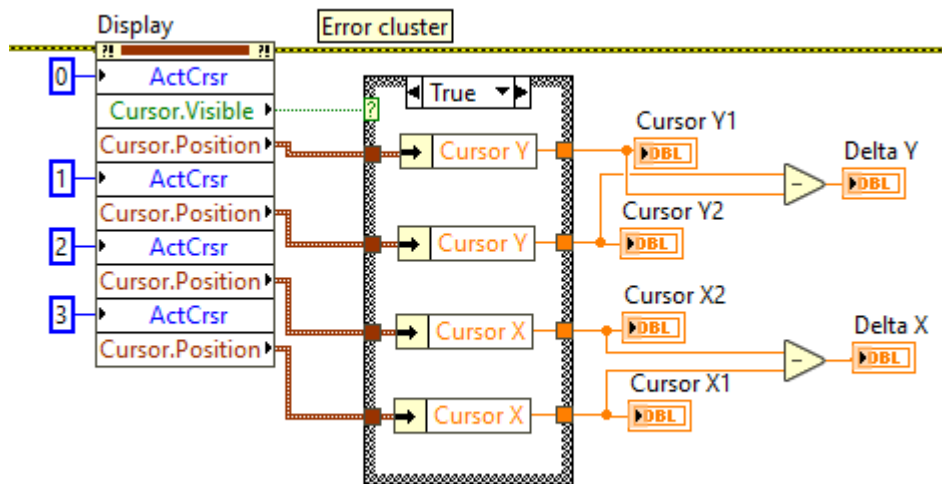 Display
Error cluster
?!
?!
0
ActCrsr
True
Cursor.Visible
?
Cursor.Position
Cursor Y
Cursor Y1
DBL
Delta Y
DBL
-
1
ActCrsr
Cursor.Position
Cursor Y
Cursor Y2
DBL
2
ActCrsr
Cursor.Position
Cursor X
Cursor X2
DBL
Delta X
DBL
-
3
ActCrsr
Cursor.Position
Cursor X
Cursor X1
DBL